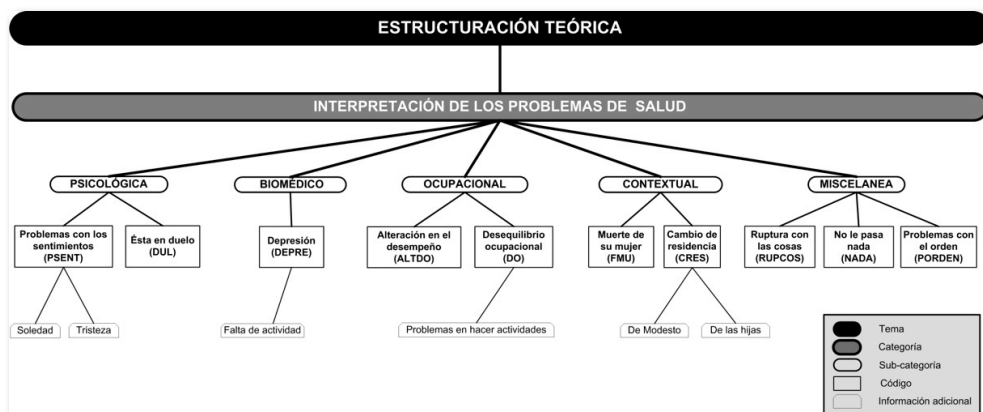 ESTRUCTURACIÓN TEÓRICA
INTERPRETACIÓN DE LOS PROBLEMAS DE SALUD
PSICOLÓGICA
BIOMÉDICO
OCUPACIONAL
CONTEXTUAL
MISCELANEA
Problemas con los
sentimientos
(PSENT)
Ésta en duelo
(DUL)
Depresión
(DEPRE)
Alteración en el
desempeño
(ALTDO)
Desequilibrio
ocupacional
(DO)
Muerte de
su mujer
(FMU)
Cambio de
residencia
(CRES)
Ruptura con
las cosas
(RUPCOS)
No le pasa
nada
(NADA)
Problemas con
el orden
(PORDEN)
Soledad
Tristeza
Falta de actividad
Problemas en hacer actividades
De Modesto
De las hijas
Tema
Categoría
Sub-categoría
Código
Información adicional